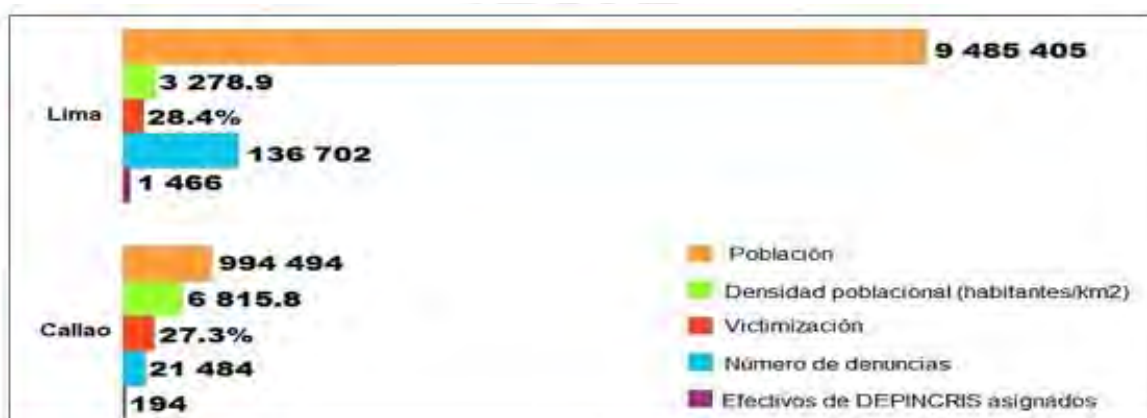 9 485 405
3 278.9
Lima
28.4%
136 702
1 466
994 494
6 815.8
Callao
27.3%
21 484
194
Población
Densidad poblacional (habitantes/km2)
Victimización
Número de denuncias
Efectivos de DEPINCRIS asignados